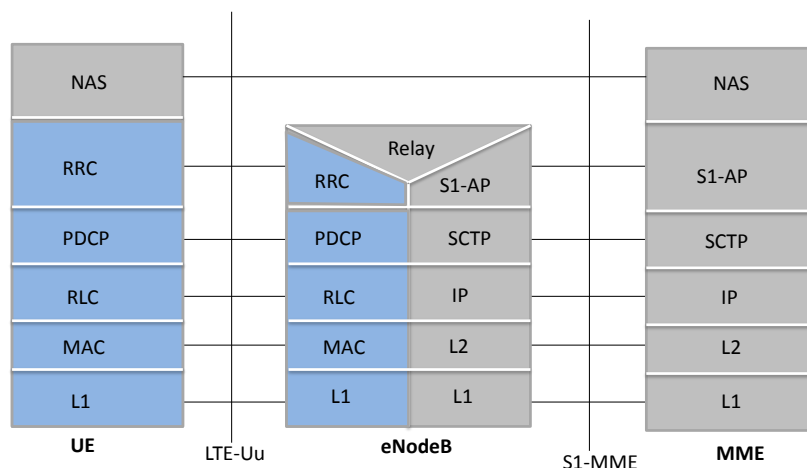 NAS
NAS
Relay
RRC
RRC
S1-AP
S1-AP
PDCP
PDCP
SCTP
SCTP
RLC
RLC
IP
IP
MAC
MAC
L2
L2
L1
L1
L1
L1
UE
LTE-Uu
eNodeB
S1-MME
MME